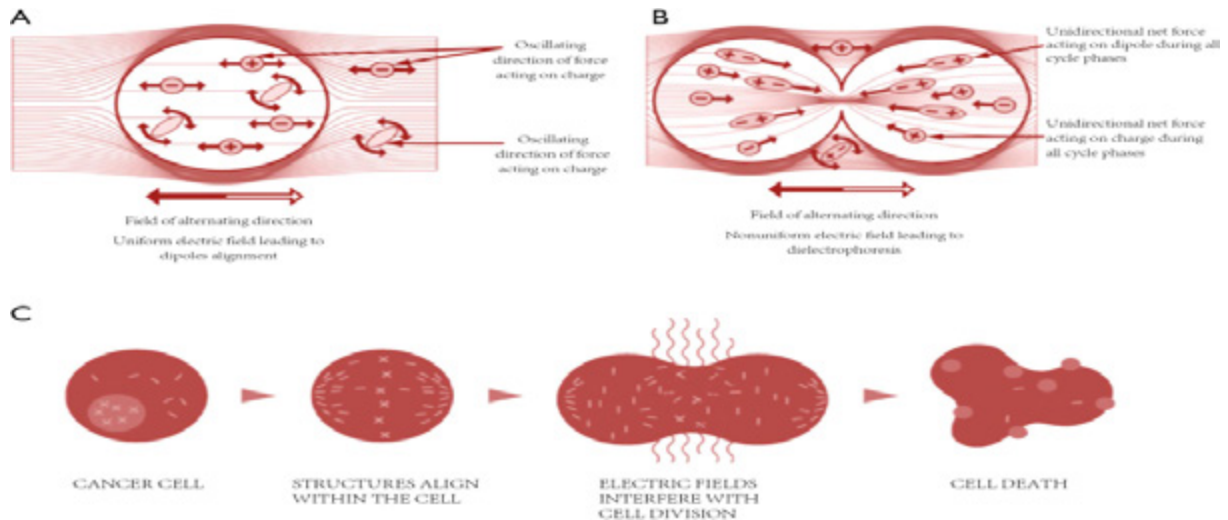 A
Oscillating
direction of force
acting on charge
Oscillating
direction of force
acting on charge
Field of alternating direction
Uniform electric field leading to
dipoles alignment
B
Unidirectional net force
acting on dipole during all
cycle phases
Unidirectional net force
acting on charge during
all cycle phases
Field of alternating direction
Nonuniform electric field leading to
dielectrophoresis
C
CANCER CELL
STRUCTURES ALIGN
WITHIN THE CELL
ELECTRIC FIELDS
INTERFERE WITH
CELL DIVISION
CELL DEATH